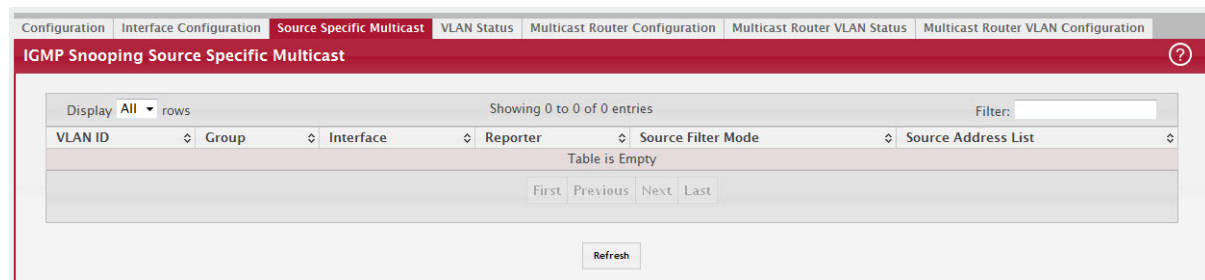 Configuration Interface Configuration Source Specific Multicast VLAN Status Multicast Router Configuration Multicast Router VLAN Status Multicast Router VLAN Configuration
IGMP Snooping Source Specific Multicast ?
Display All rows Showing 0 to 0 of 0 entries Filter:
VLAN ID Group Interface Reporter Source Filter Mode Source Address List
Table is Empty
First Previous Next Last
Refresh